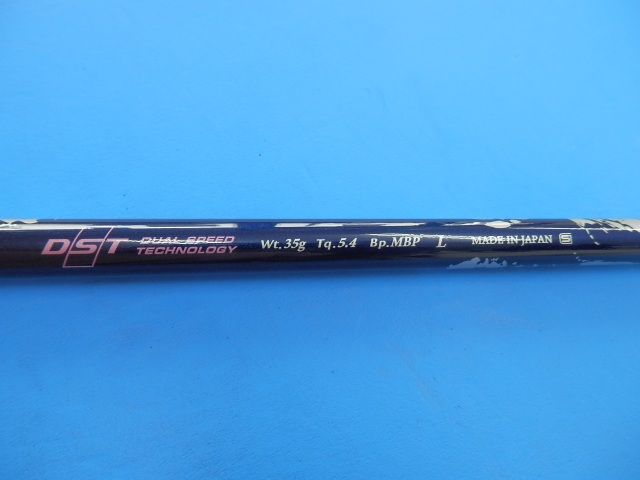 DST DUAL SPEED
TECHNOLOGY
Wt.35g Tq.5.4 Bp.MBP L MADE IN JAPAN S